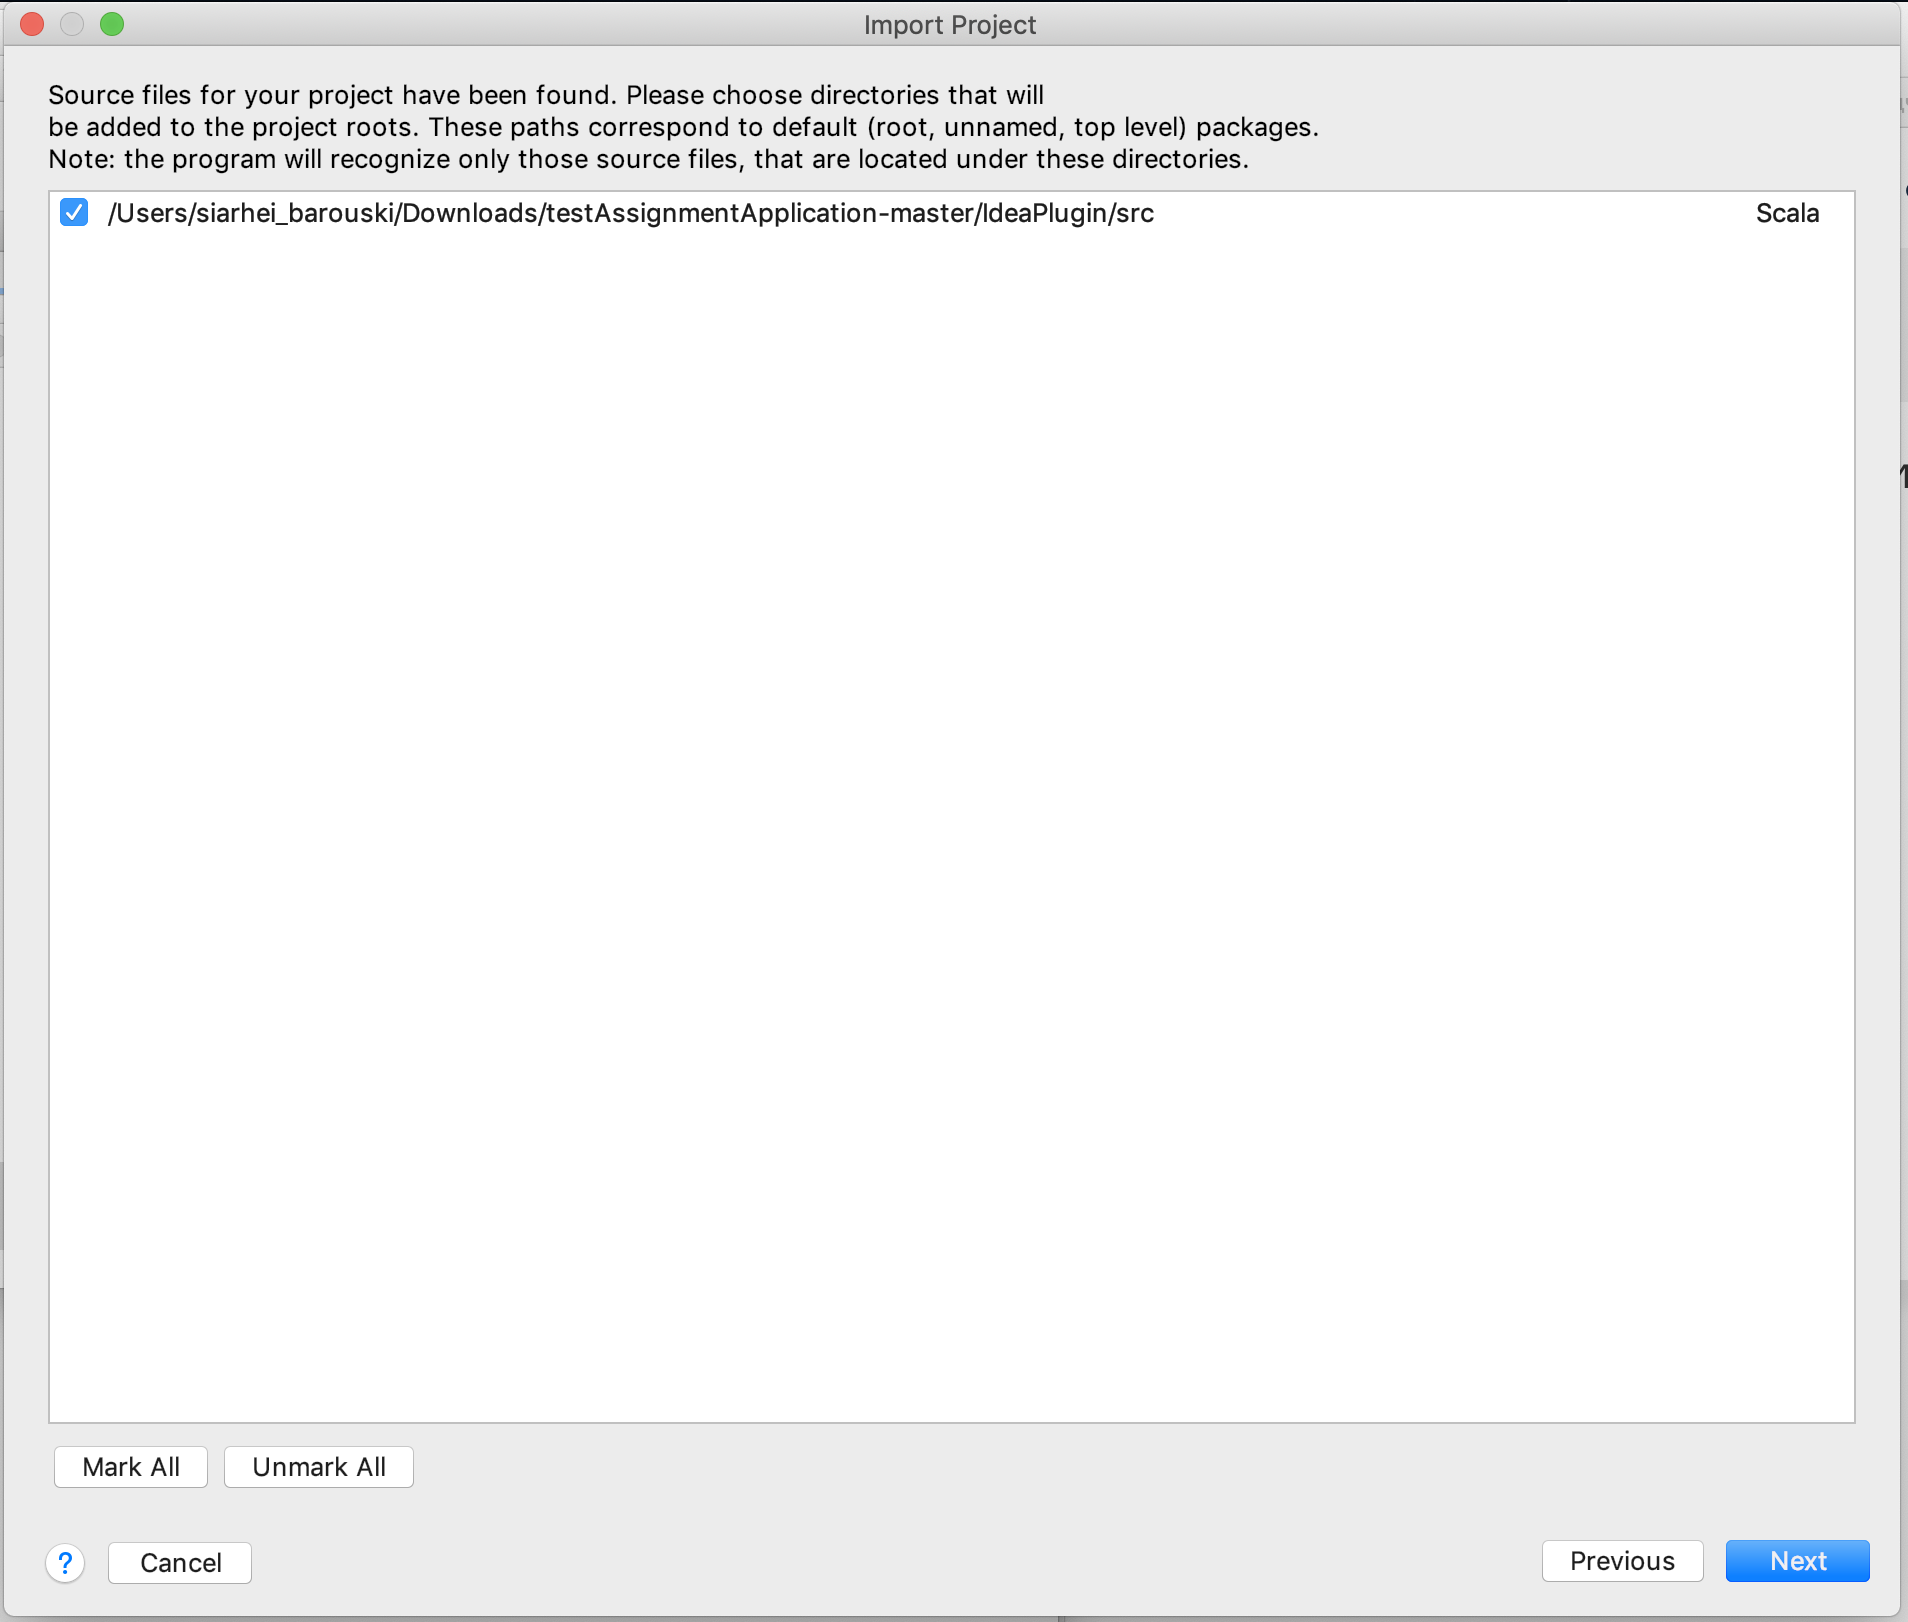 Import Project
Source files for your project have been found. Please choose directories that will
be added to the project roots. These paths correspond to default (root, unnamed, top level) packages.
Note: the program will recognize only those source files, that are located under these directories.
/Users/siarhei_barouski/Downloads/testAssignmentApplication-master/IdeaPlugin/src Scala
Mark All Unmark All
? Cancel Previous Next